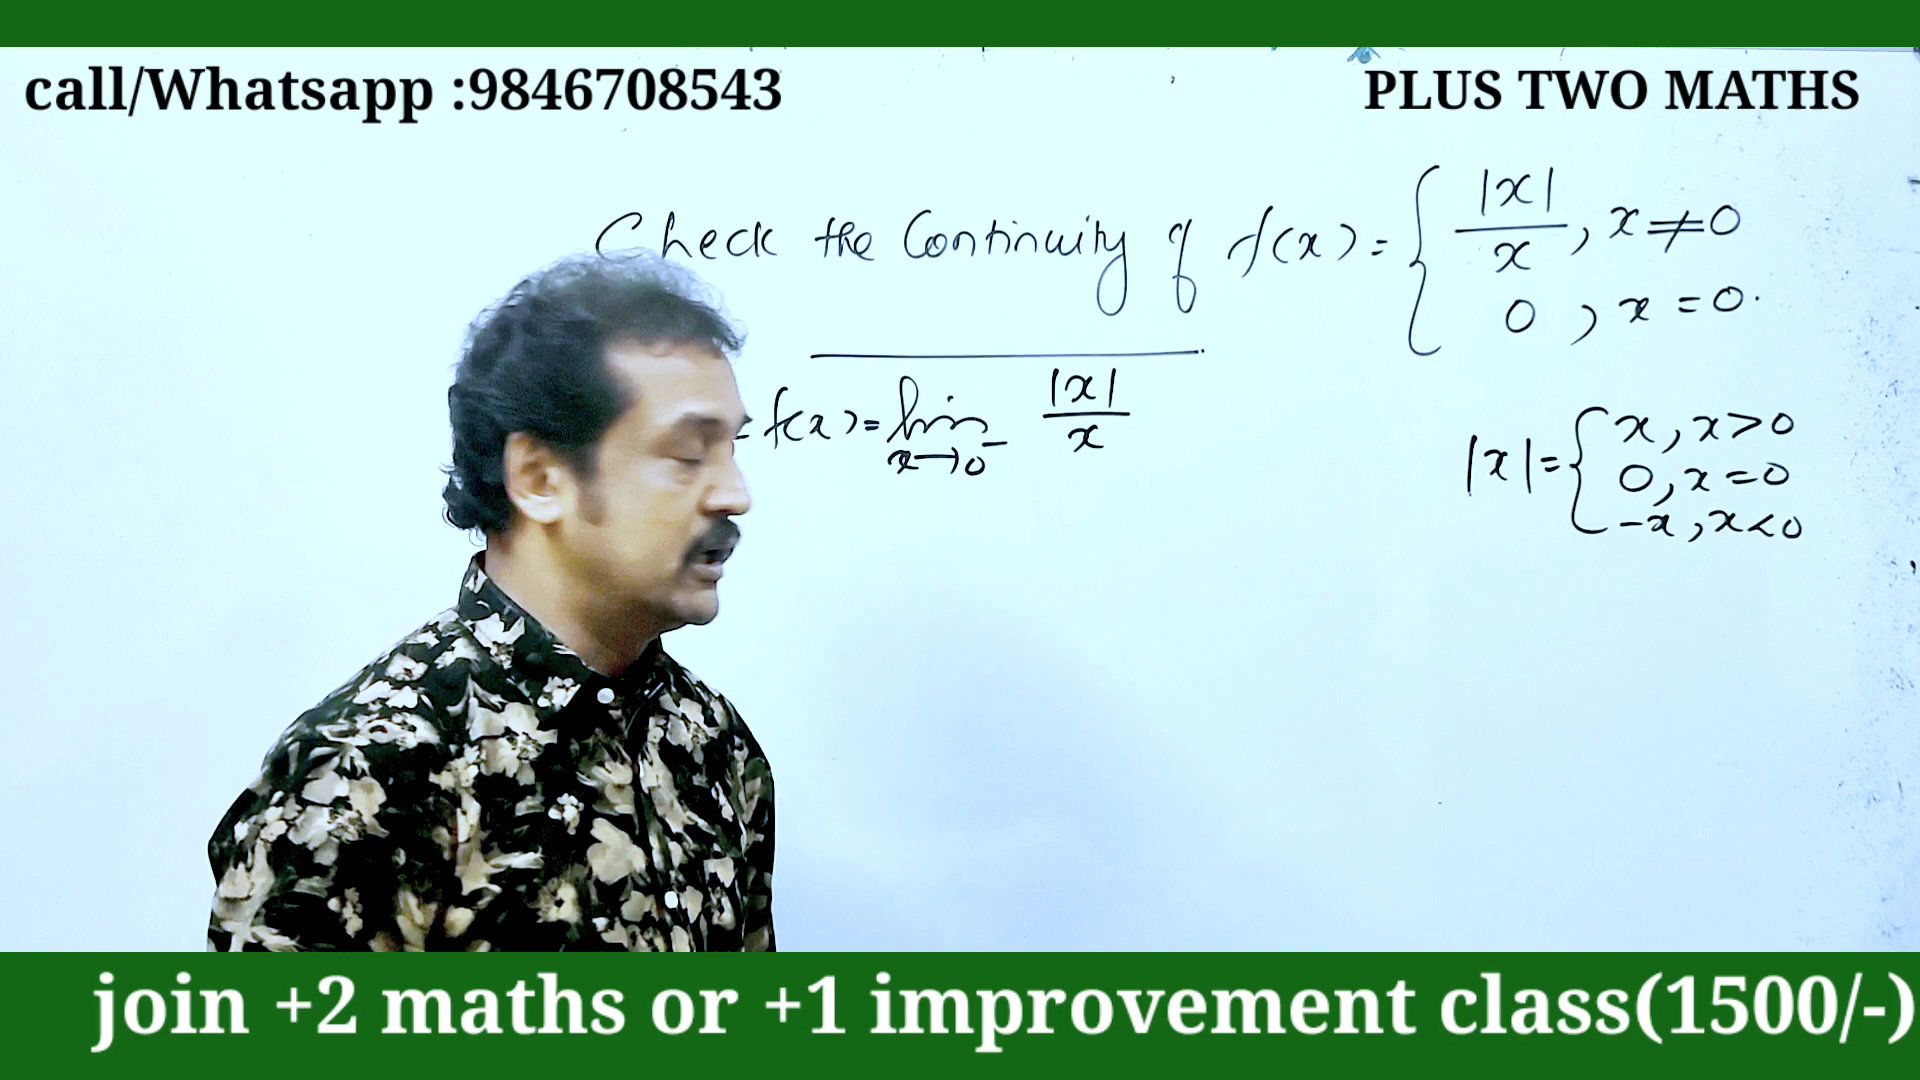 call/Whatsapp :9846708543
PLUS TWO MATHS
Check the Continuity of f(x) = { |x|/x , x ≠ 0
0 , x = 0.
= f(x) = lim x→0⁻ |x|/x
|x| = { x, x > 0
0, x = 0
-x, x < 0
join +2 maths or +1 improvement class(1500/-)